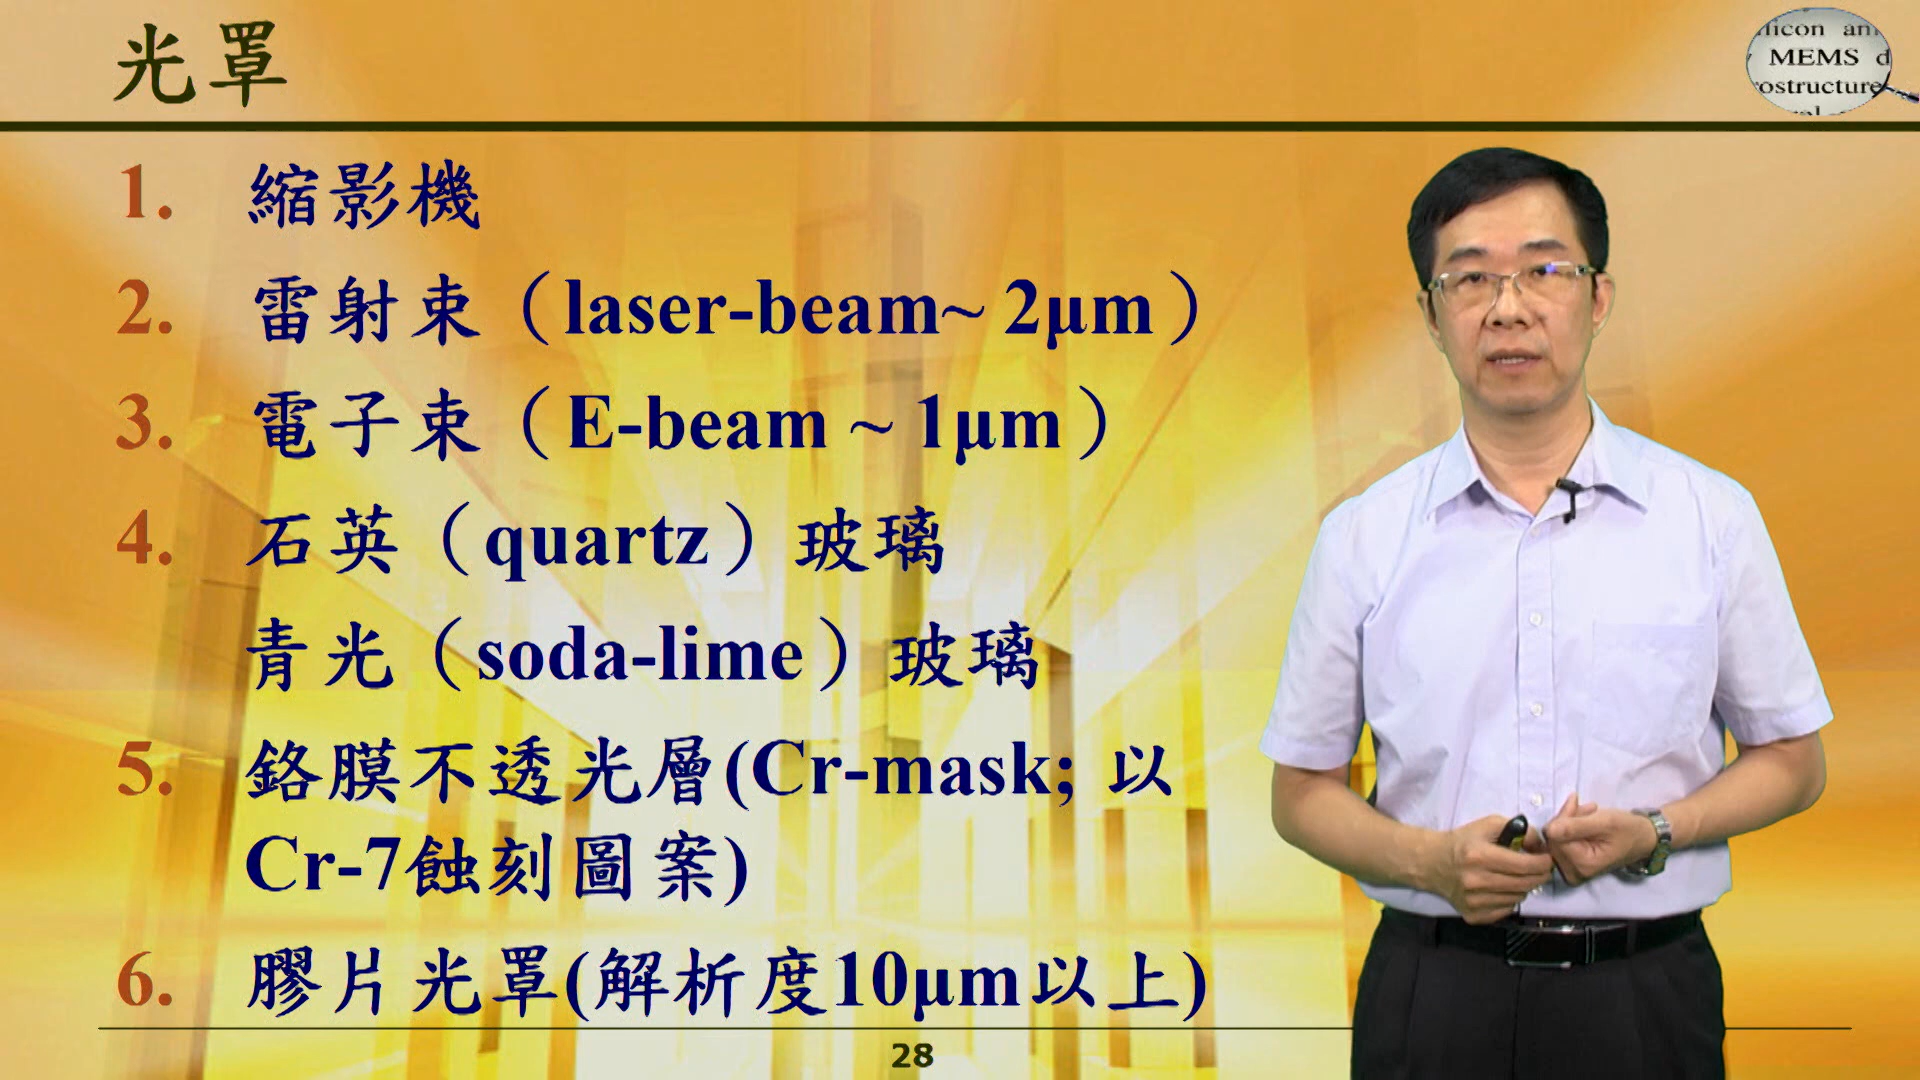 光罩
licon an
MEMS d
ostructure
1. 縮影機
2. 雷射束（laser-beam~ 2μm）
3. 電子束（E-beam ~ 1μm）
4. 石英（quartz）玻璃
青光（soda-lime）玻璃
5. 鉻膜不透光層(Cr-mask; 以
Cr-7蝕刻圖案)
6. 膠片光罩(解析度10μm以上)
28